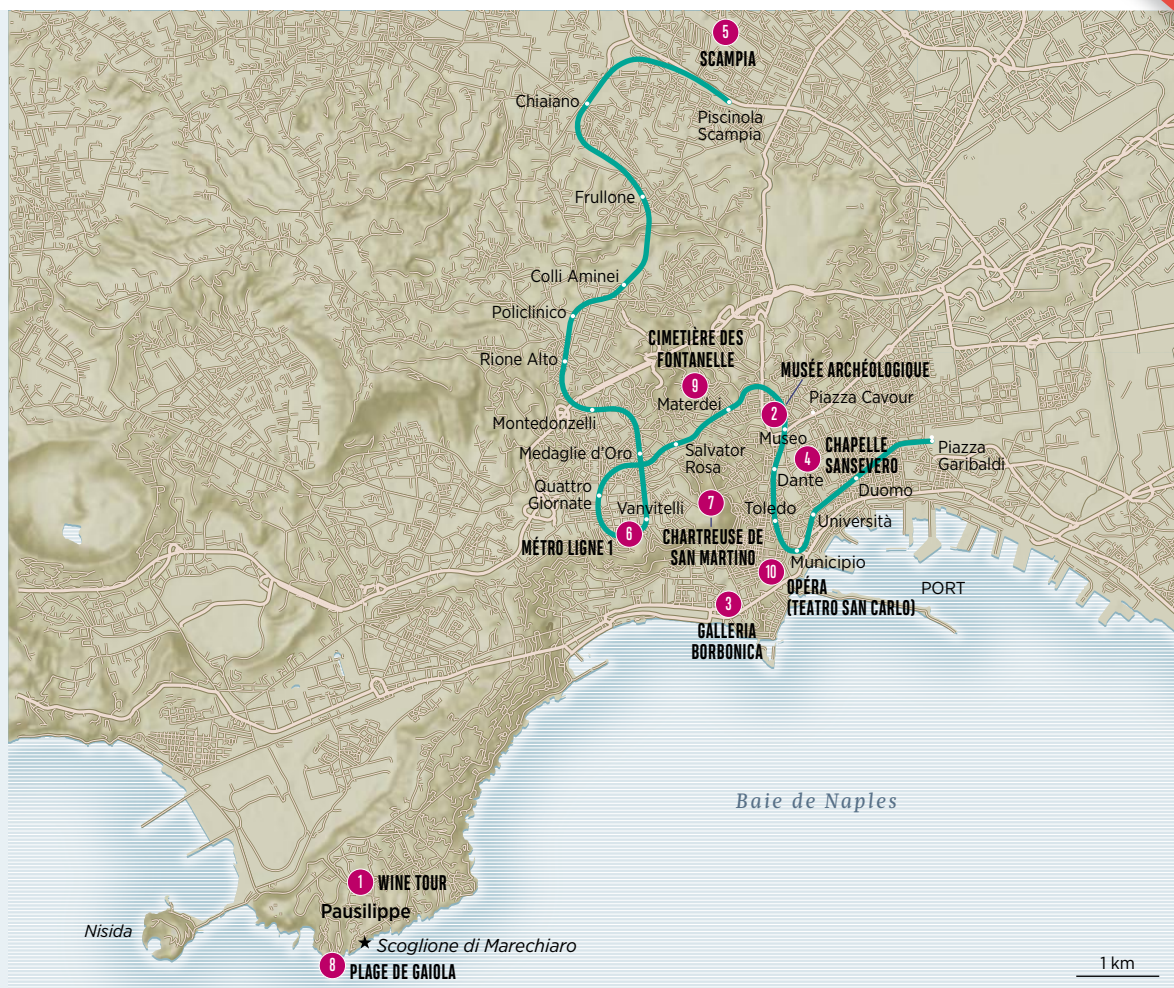 5
SCAMPIA
Chiaiano
Piscinola
Scampia
Frullone
Colli Aminei
Policlinico
Rione Alto
CIMETIÈRE DES
FONTANELLE
9
Materdei
MUSÉE ARCHÉOLOGIQUE
2
Piazza Cavour
Museo
Montedonzelli
Medaglie d'Oro
Salvator
Rosa
4
CHAPELLE
SANSEVERO
Piazza
Garibaldi
Dante
Duomo
Quattro
Giornate
Vanvitelli
7
Toledo
Università
6
MÉTRO LIGNE 1
CHARTREUSE DE
SAN MARTINO
Municipio
10
OPÉRA
(TEATRO SAN CARLO)
PORT
3
GALLERIA
BORBONICA
Baie de Naples
1
WINE TOUR
Pausilippe
Nisida
Scoglione di Marechiaro
8
PLAGE DE GAIOLA
1 km